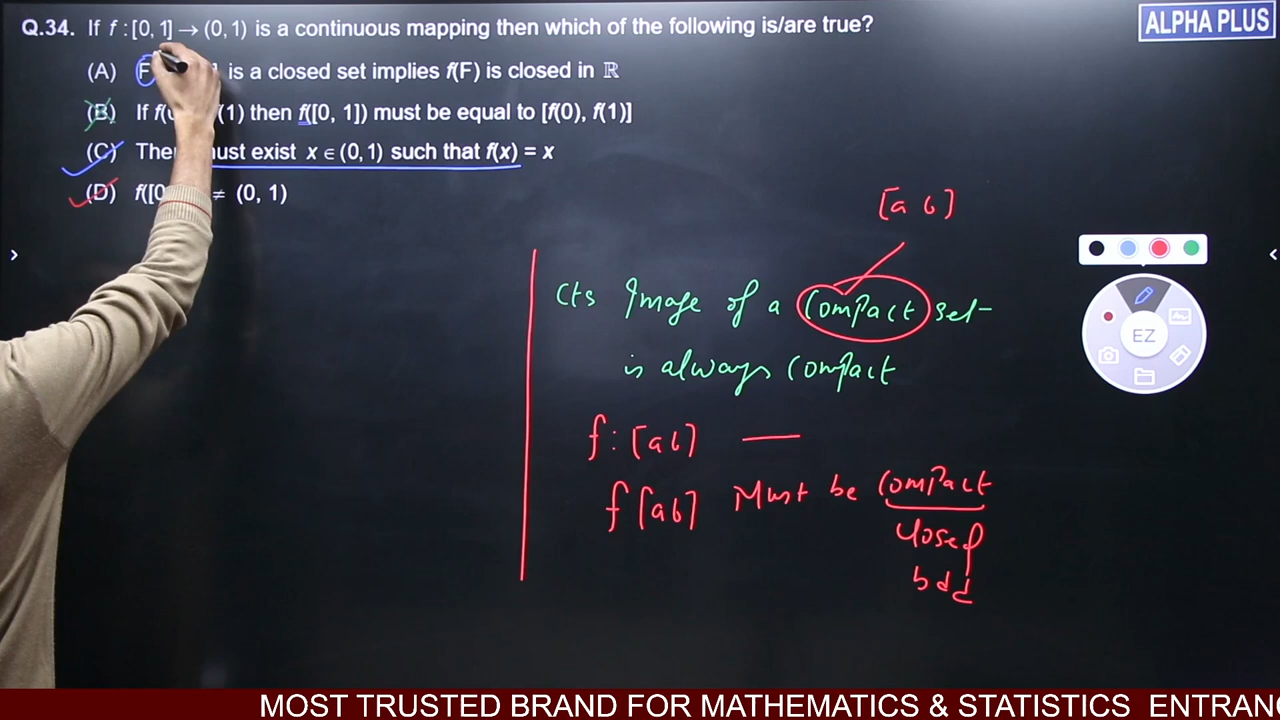 Q.34. If f : [0, 1] → (0, 1) is a continuous mapping then which of the following is/are true?
ALPHA PLUS
(A) F ] is a closed set implies f(F) is closed in ℝ
(B) If f( (1) then f([0, 1]) must be equal to [f(0), f(1)]
(C) The must exist x ∈ (0, 1) such that f(x) = x
(D) f([0 ≠ (0, 1)
[a b]
Cts Image of a Compact set
is always Compact
f : [a b] —
f [a b] Must be Compact
Closed
bdd
EZ
MOST TRUSTED BRAND FOR MATHEMATICS & STATISTICS ENTRANC